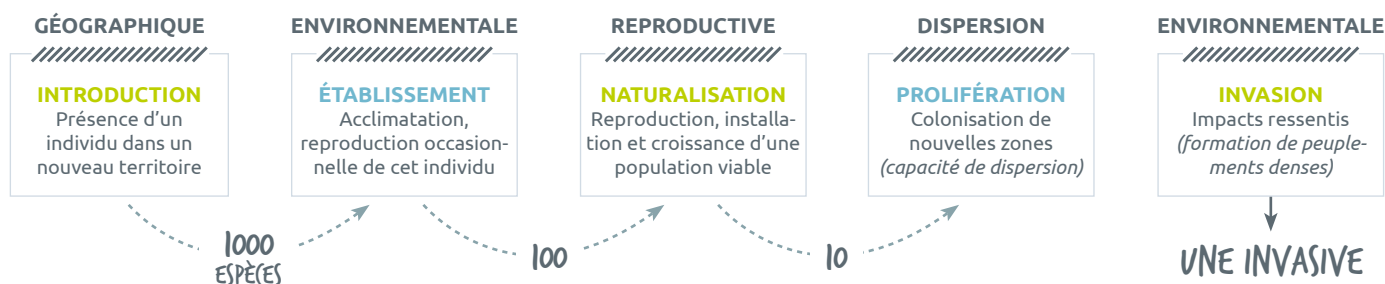 GÉOGRAPHIQUE
INTRODUCTION
Présence d'un
individu dans un
nouveau territoire
ENVIRONNEMENTALE
ÉTABLISSEMENT
Acclimatation,
reproduction occasion-
nelle de cet individu
REPRODUCTIVE
NATURALISATION
Reproduction, installa-
tion et croissance d'une
population viable
DISPERSION
PROLIFÉRATION
Colonisation de
nouvelles zones
(capacité de dispersion)
ENVIRONNEMENTALE
INVASION
Impacts ressentis
(formation de peuple-
ments denses)
1000
ESPÈCES
100
10
UNE INVASIVE